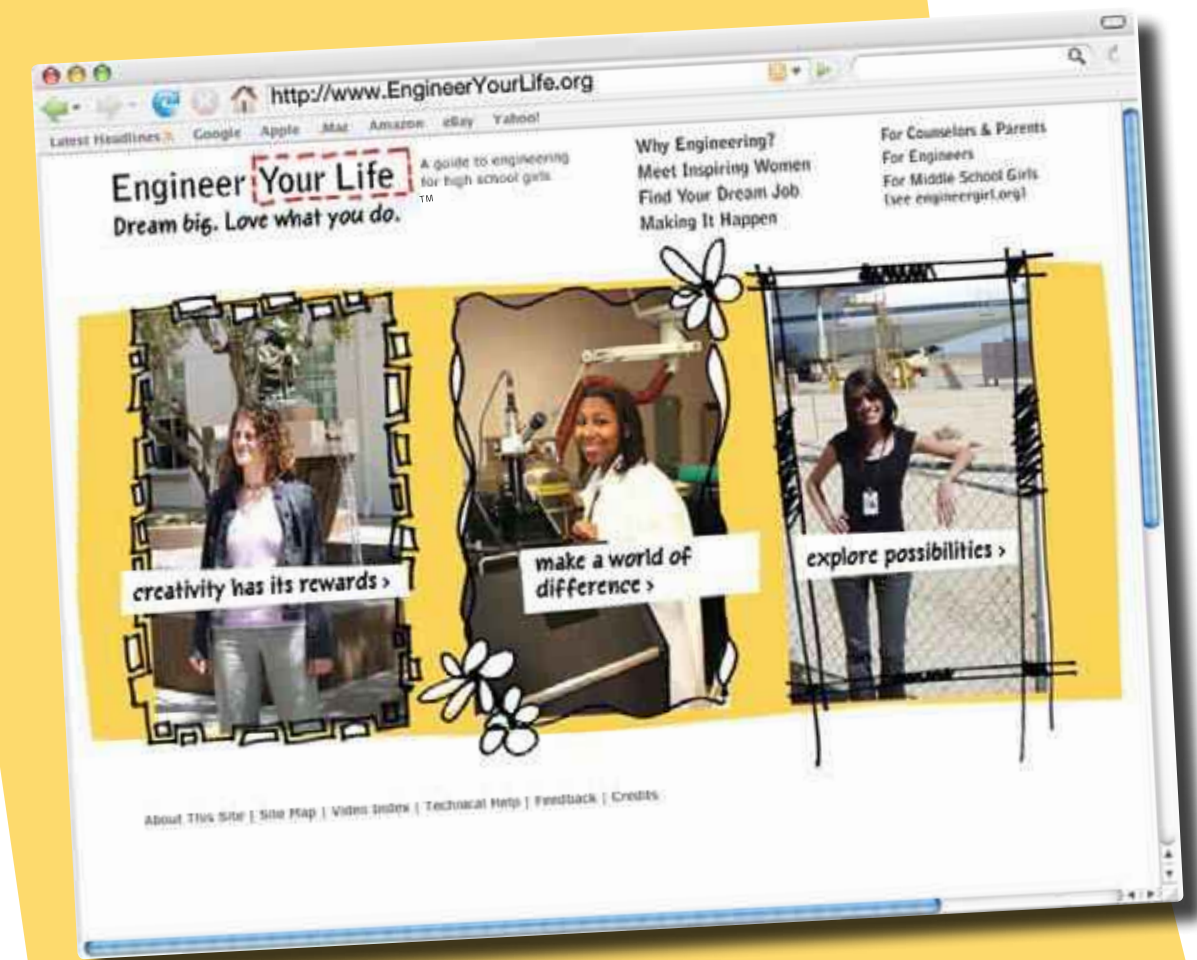 http://www.EngineerYourLife.org
Latest Headlines Google Apple .Mac Amazon eBay Yahoo!
Engineer Your Life
TM
Dream big. Love what you do.
A guide to engineering
for high school girls
Why Engineering?
Meet Inspiring Women
Find Your Dream Job
Making It Happen
For Counselors & Parents
For Engineers
For Middle School Girls
(see engineergirl.org)
creativity has its rewards ›
make a world of
difference ›
explore possibilities ›
About This Site | Site Map | Video Index | Technical Help | Feedback | Credits